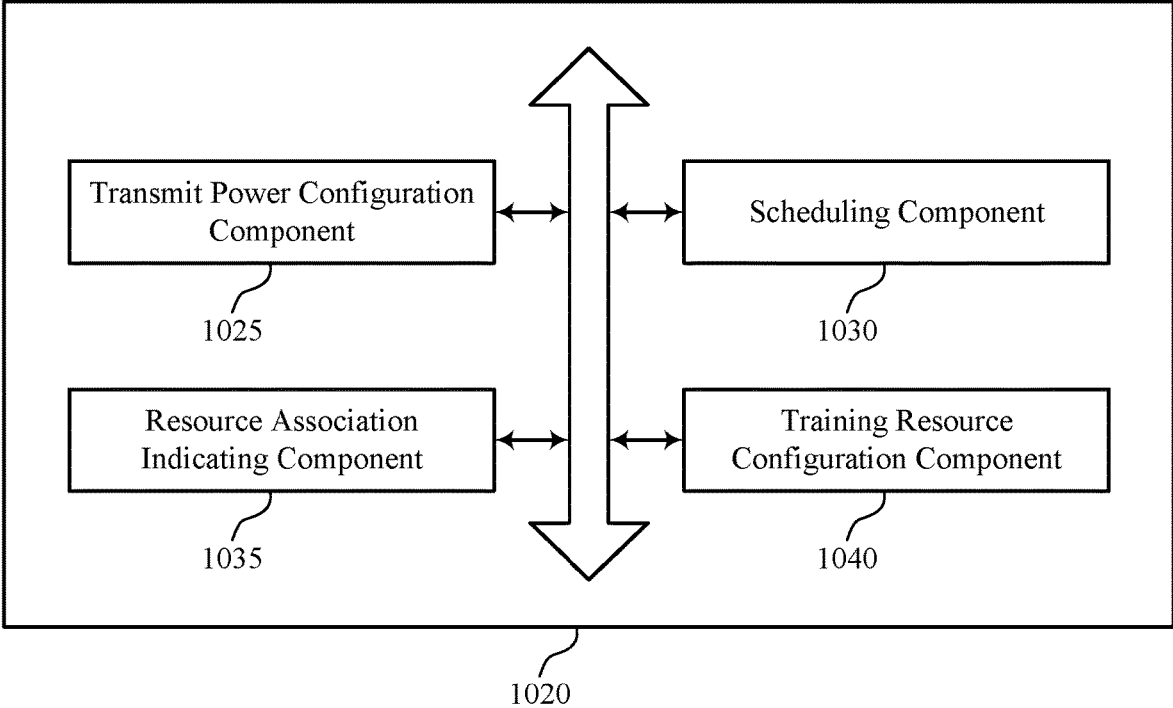 Transmit Power Configuration
Component
1025
Scheduling Component
1030
Resource Association
Indicating Component
1035
Training Resource
Configuration Component
1040
1020